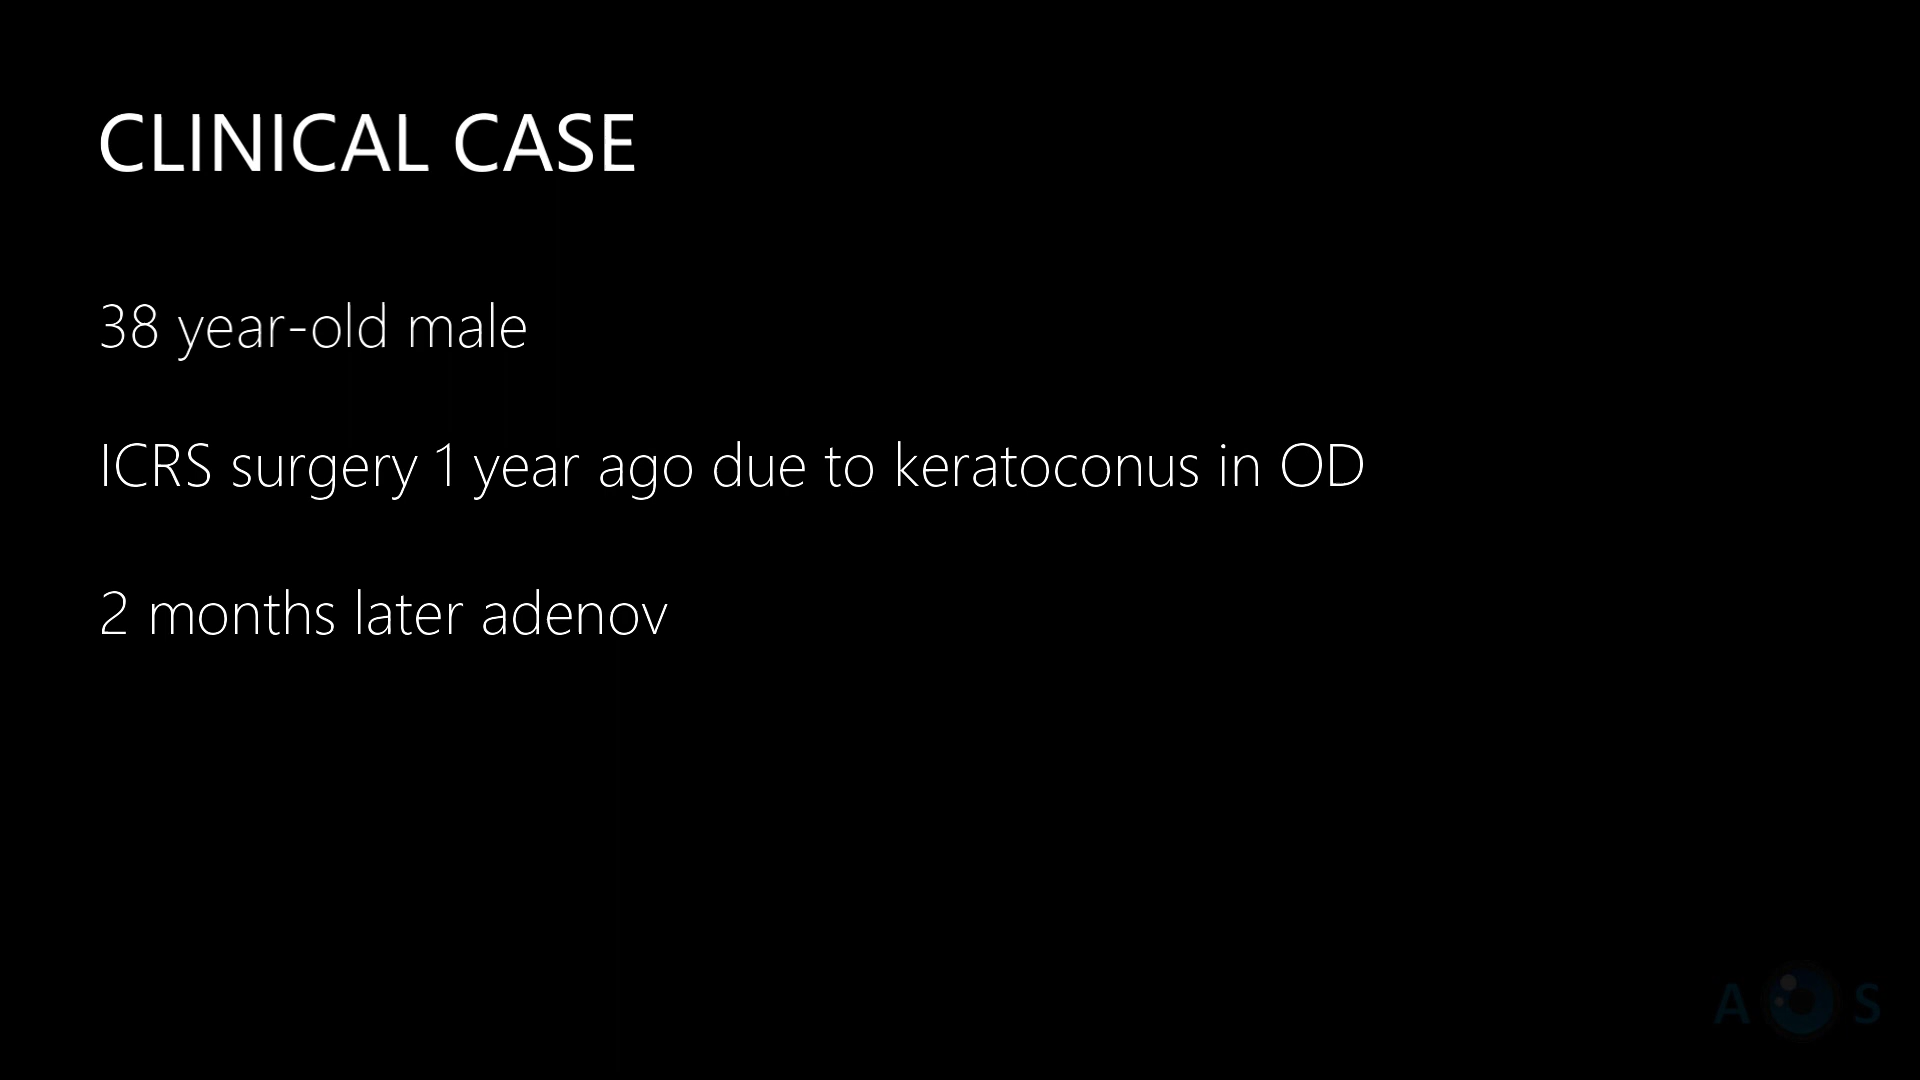 CLINICAL CASE
38 year-old male
ICRS surgery 1 year ago due to keratoconus in OD
2 months later adenov
A S